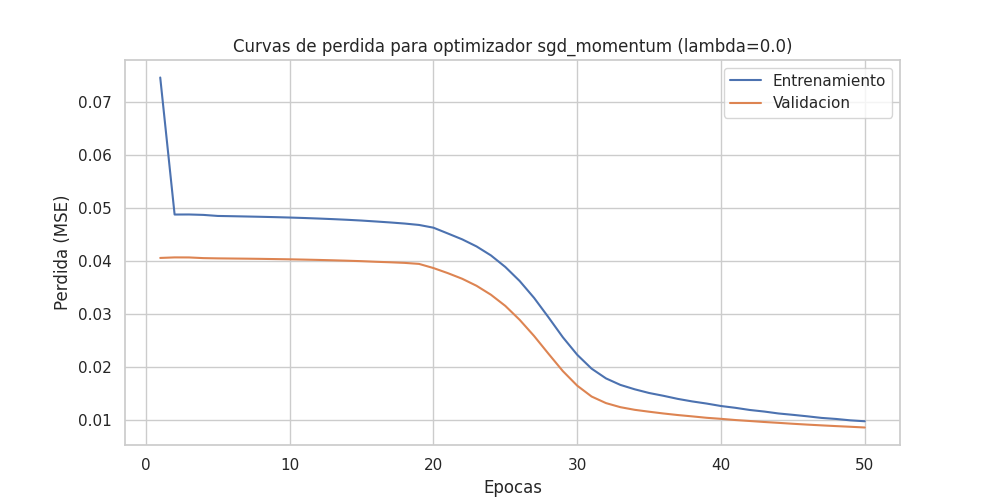 Curvas de perdida para optimizador sgd_momentum (lambda=0.0)
Entrenamiento
Validacion
Perdida (MSE)
0.07
0.06
0.05
0.04
0.03
0.02
0.01
0 10 20 30 40 50
Epocas